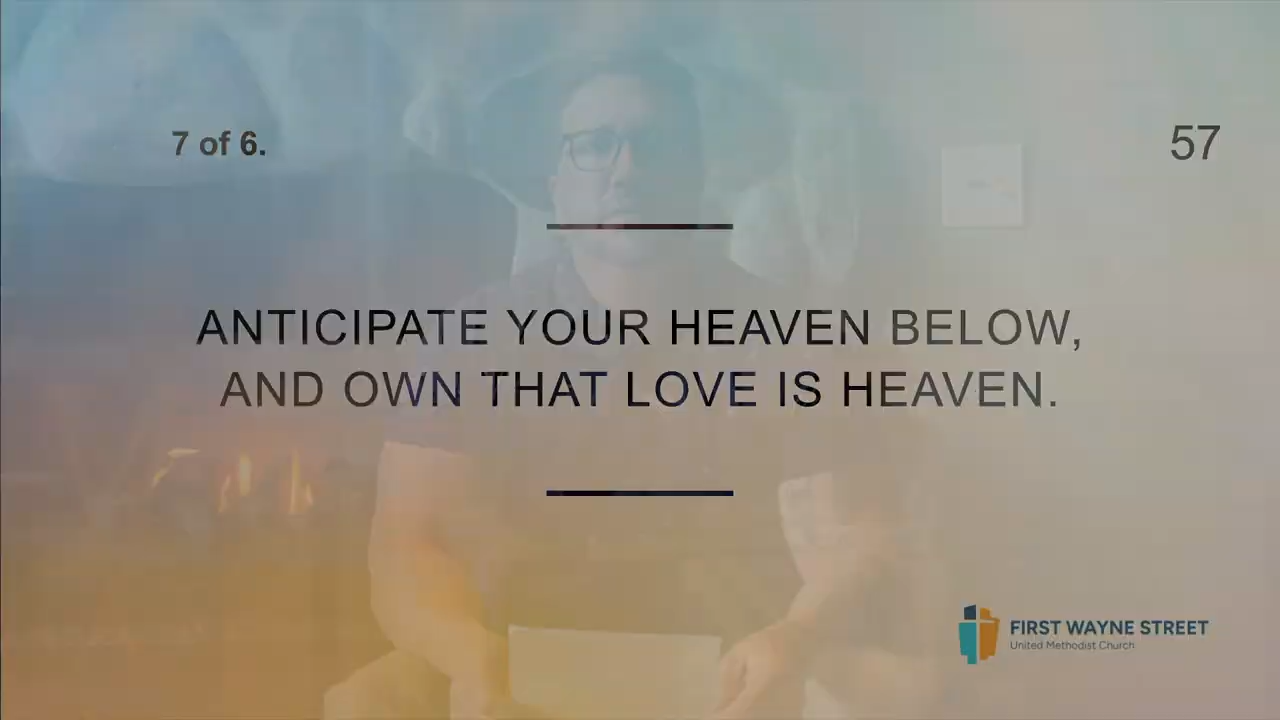 7 of 6.
57
ANTICIPATE YOUR HEAVEN BELOW,
AND OWN THAT LOVE IS HEAVEN.
FIRST WAYNE STREET
United Methodist Church